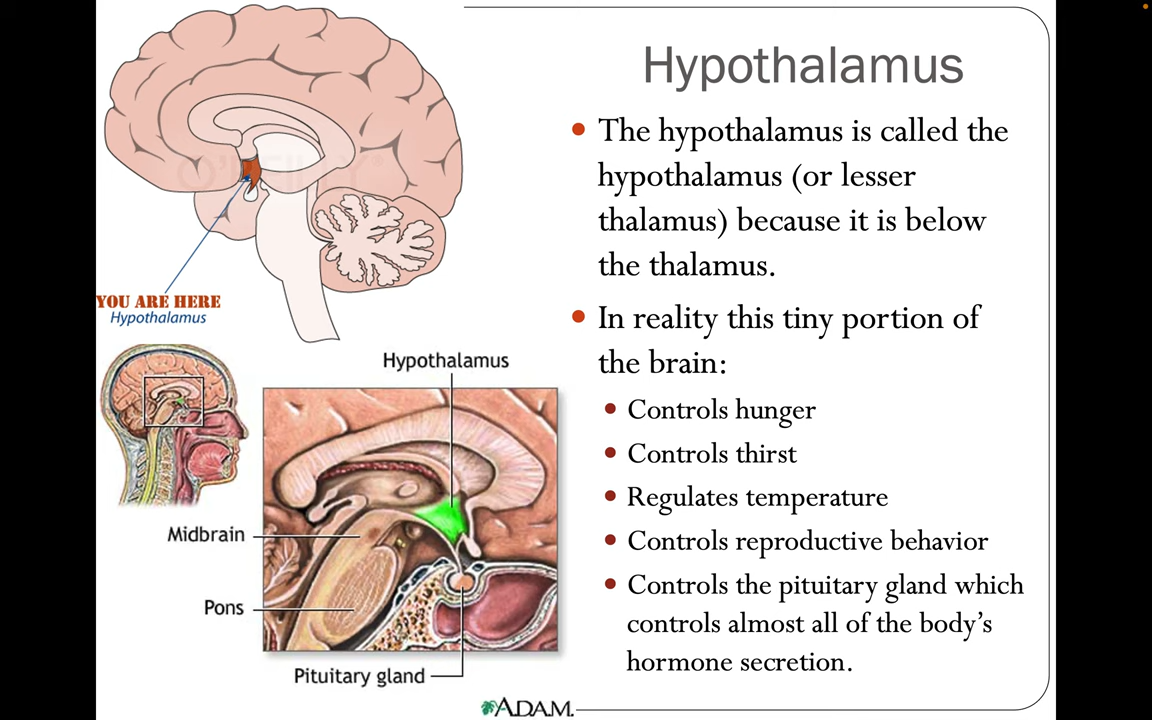 Hypothalamus
The hypothalamus is called the
hypothalamus (or lesser
thalamus) because it is below
the thalamus.
In reality this tiny portion of
the brain:
Controls hunger
Controls thirst
Regulates temperature
Controls reproductive behavior
Controls the pituitary gland which
controls almost all of the body's
hormone secretion.
O'REILLY
YOU ARE HERE
Hypothalamus
Hypothalamus
Midbrain
Pons
Pituitary gland
ADAM.